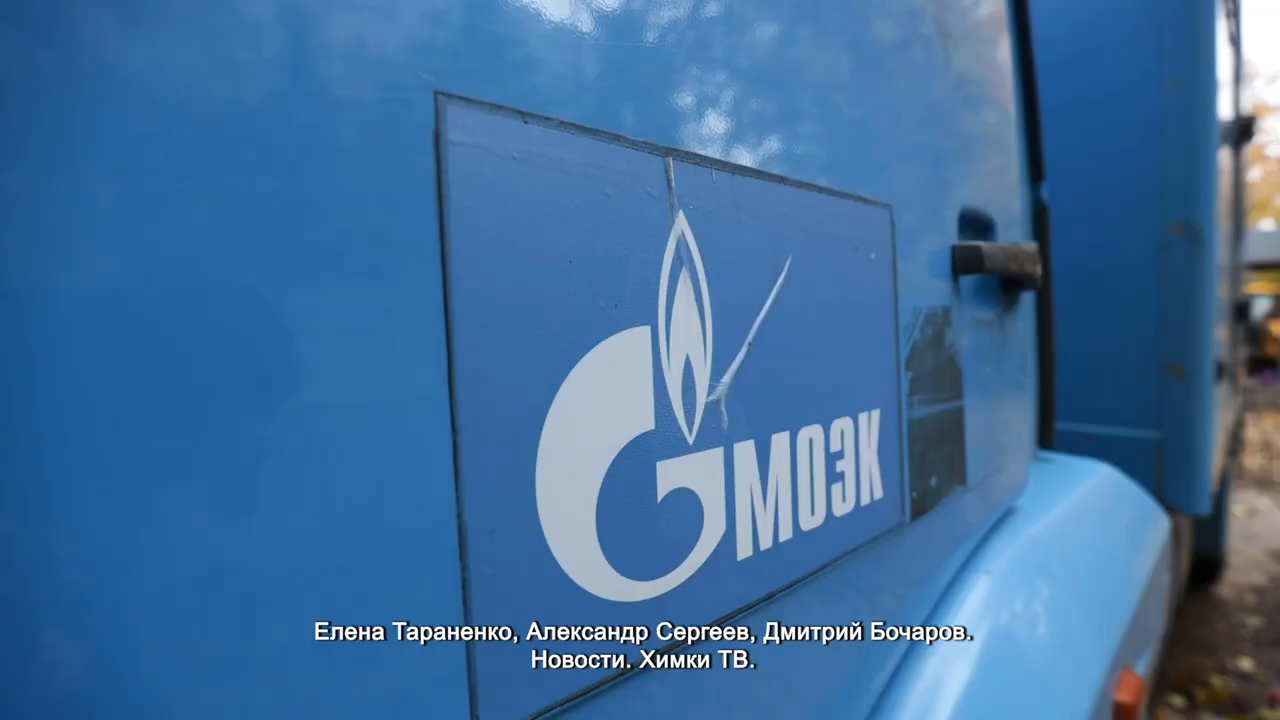 МОЭК
Елена Тараненко, Александр Сергеев, Дмитрий Бочаров.
Новости. Химки ТВ.